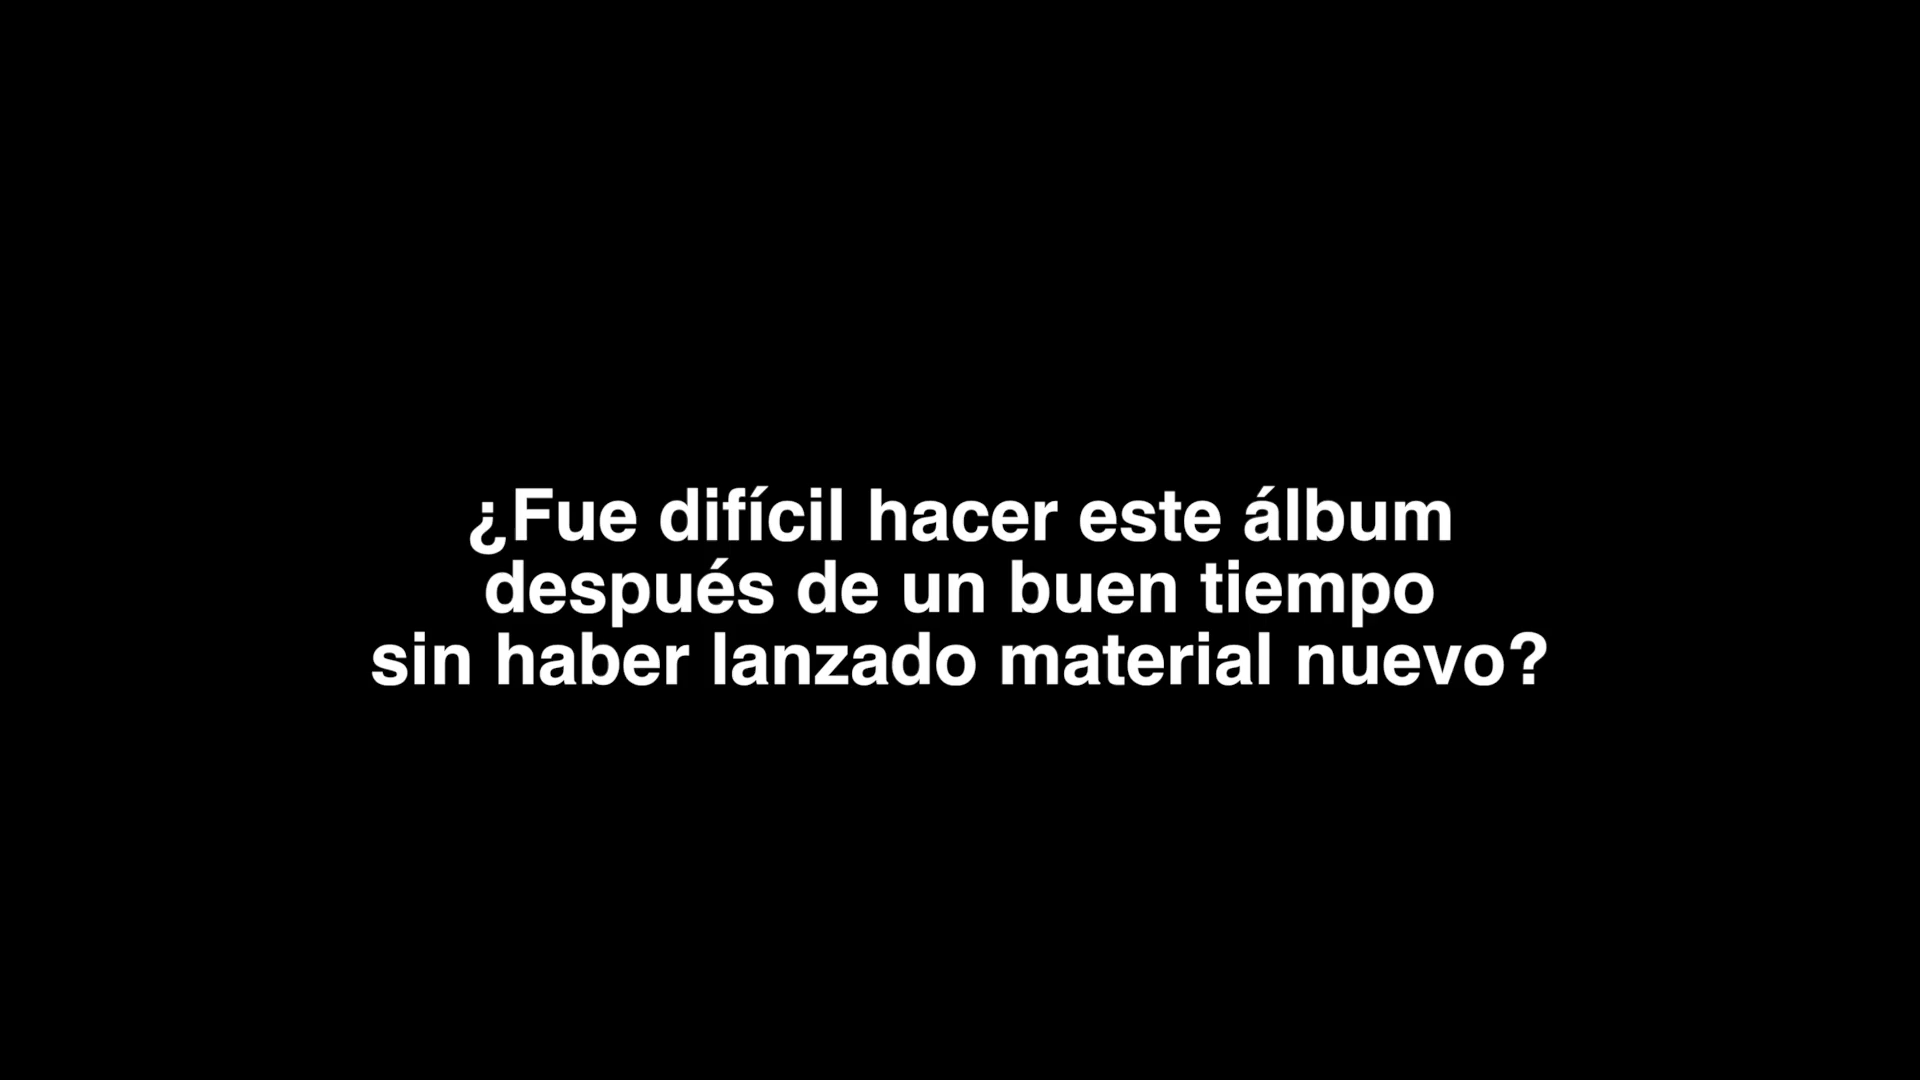 ¿Fue difícil hacer este álbum
después de un buen tiempo
sin haber lanzado material nuevo?